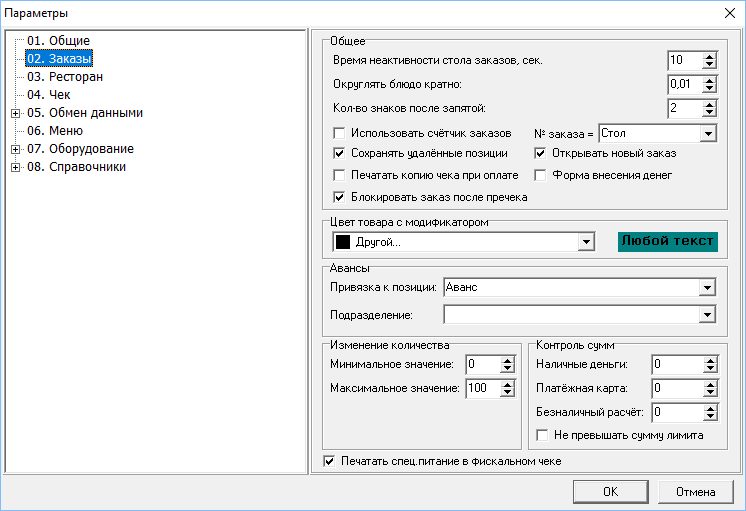 Параметры
01. Общие
02. Заказы
03. Ресторан
04. Чек
05. Обмен данными
06. Меню
07. Оборудование
08. Справочники
Общее
Время неактивности стола заказов, сек. 10
Округлять блюдо кратно: 0,01
Кол-во знаков после запятой: 2
Использовать счётчик заказов № заказа = Стол
Сохранять удалённые позиции Открывать новый заказ
Печатать копию чека при оплате Форма внесения денег
Блокировать заказ после пречека
Цвет товара с модификатором
Другой... Любой текст
Авансы
Привязка к позиции: Аванс
Подразделение:
Изменение количества
Минимальное значение: 0
Максимальное значение: 100
Контроль сумм
Наличные деньги: 0
Платёжная карта: 0
Безналичный расчёт: 0
Не превышать сумму лимита
Печатать спец.питание в фискальном чеке
OK Отмена